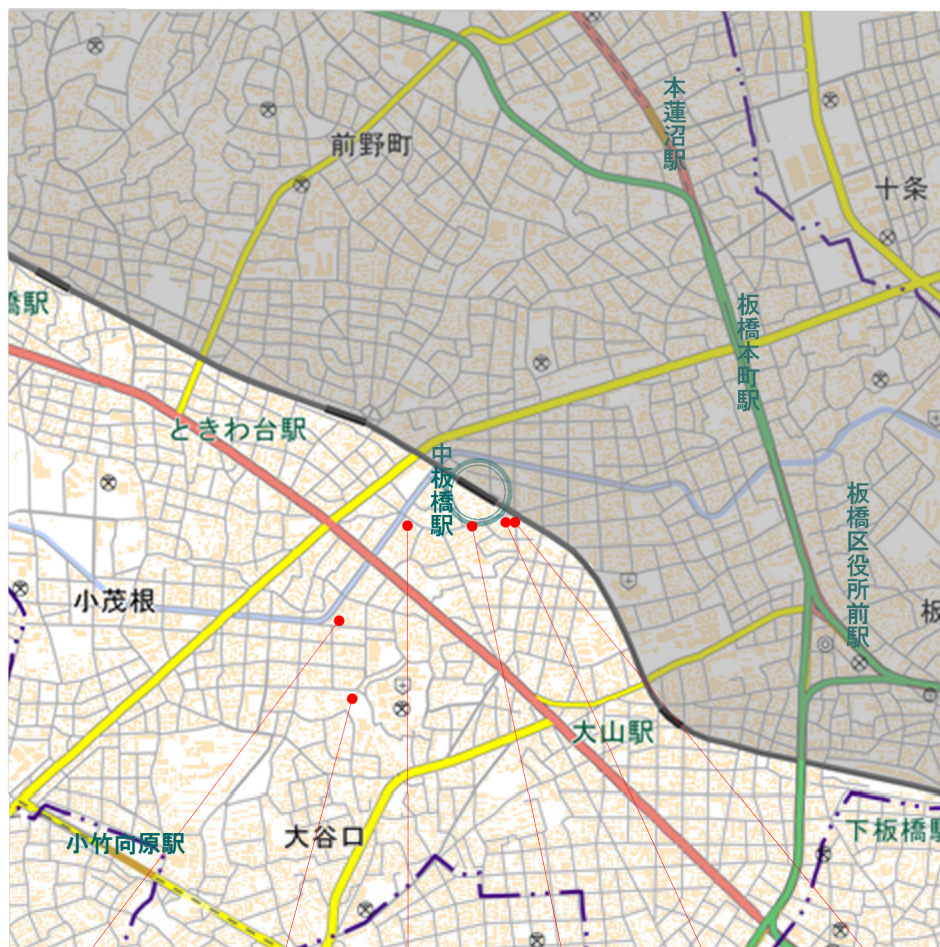 本蓮沼駅
前野町
十条
橋駅
板橋本町駅
ときわ台駅
中板橋駅
板橋区役所前駅
小茂根
板
大山駅
下板橋駅
大谷口
小竹向原駅